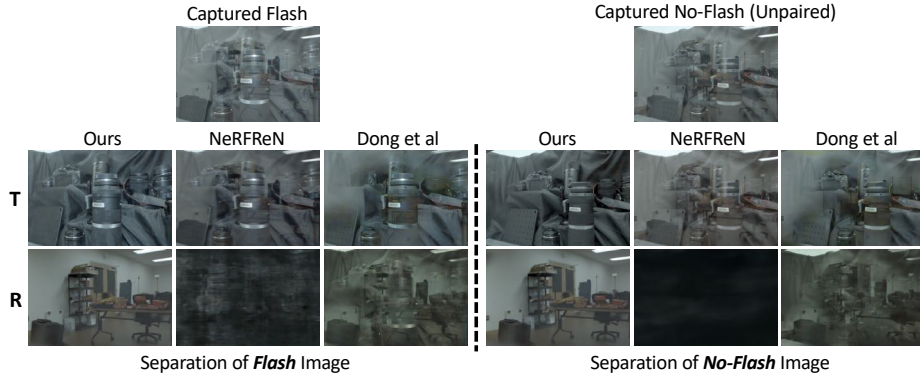 Captured Flash
Captured No-Flash (Unpaired)
Ours NeRFReN Dong et al Ours NeRFReN Dong et al
T
R
Separation of Flash Image
Separation of No-Flash Image